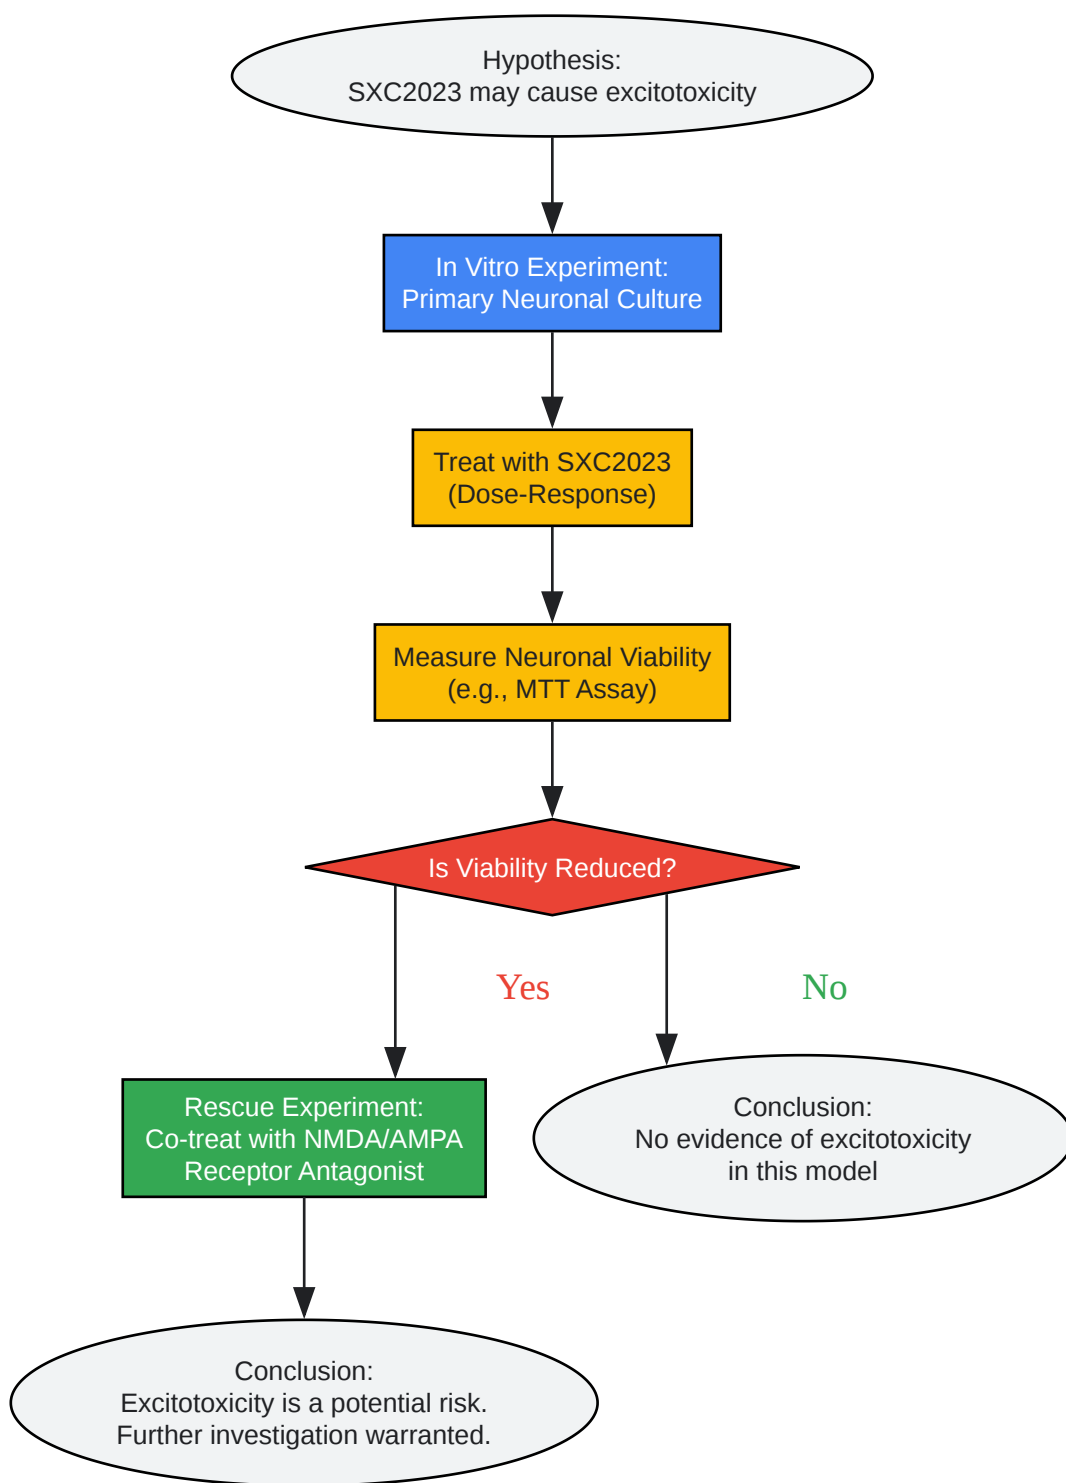 Hypothesis:
SXC2023 may cause excitotoxicity
In Vitro Experiment:
Primary Neuronal Culture
Treat with SXC2023
(Dose-Response)
Measure Neuronal Viability
(e.g., MTT Assay)
Is Viability Reduced?
Yes
No
Rescue Experiment:
Co-treat with NMDA/AMPA
Receptor Antagonist
Conclusion:
No evidence of excitotoxicity
in this model
Conclusion:
Excitotoxicity is a potential risk.
Further investigation warranted.